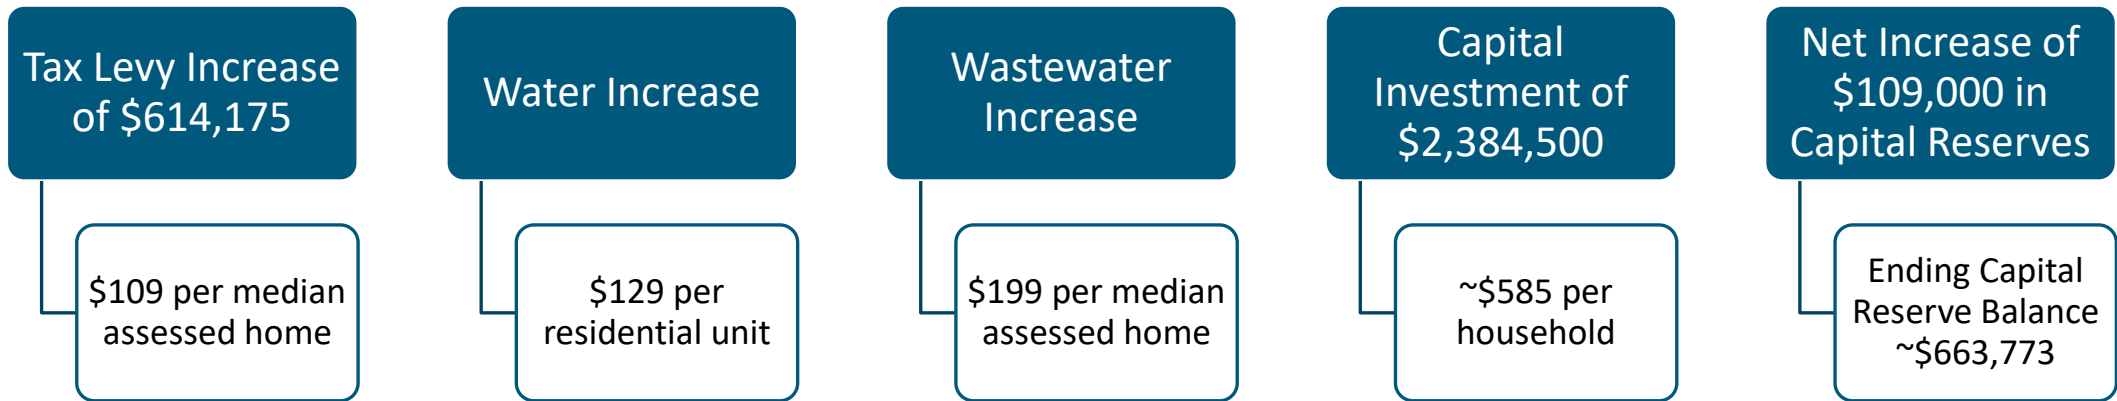 Tax Levy Increase
of $614,175
$109 per median
assessed home
Water Increase
$129 per
residential unit
Wastewater
Increase
$199 per median
assessed home
Capital
Investment of
$2,384,500
~$585 per
household
Net Increase of
$109,000 in
Capital Reserves
Ending Capital
Reserve Balance
~$663,773